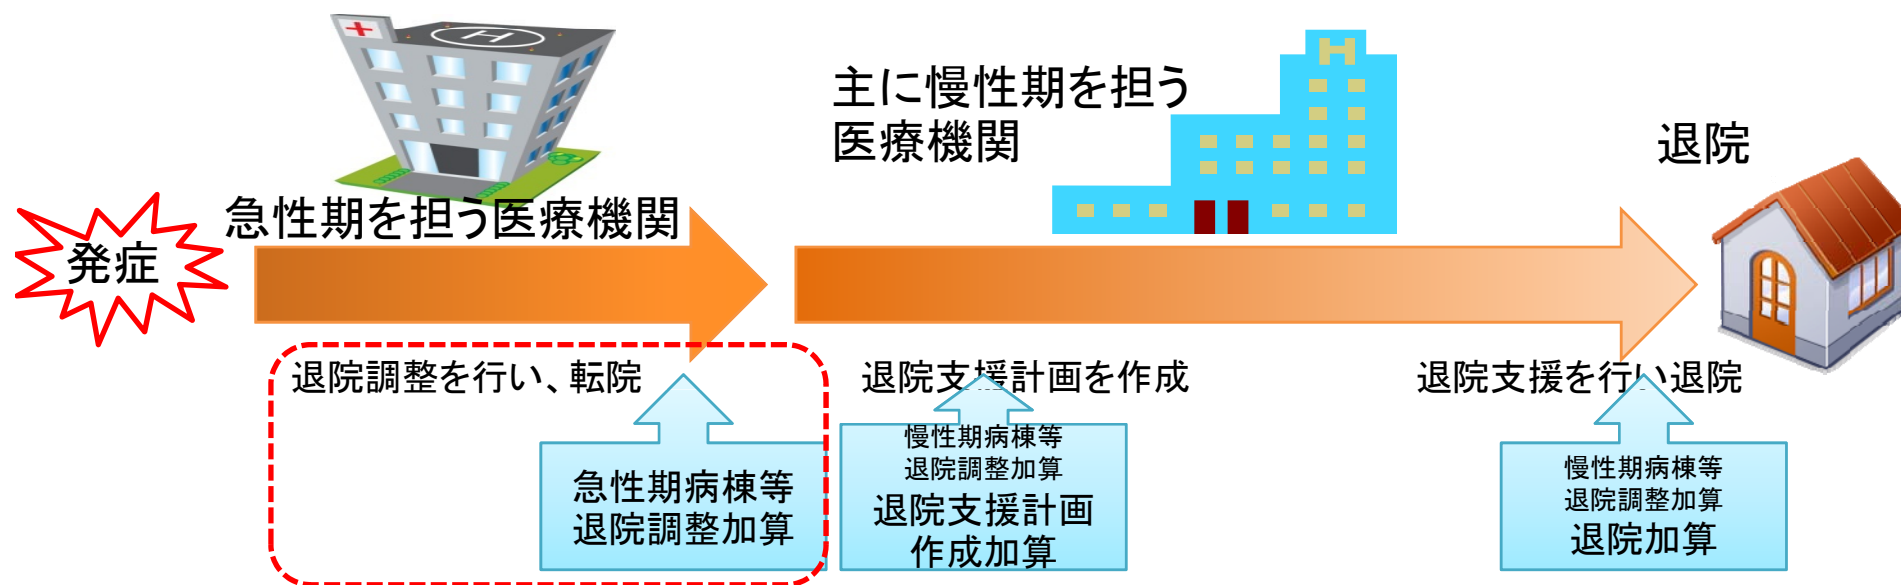 主に慢性期を担う
医療機関
退院
急性期を担う医療機関
発症
退院調整を行い、転院
退院支援計画を作成
退院支援を行い退院
急性期病棟等
退院調整加算
慢性期病棟等
退院調整加算
退院支援計画
作成加算
慢性期病棟等
退院調整加算
退院加算
H
H